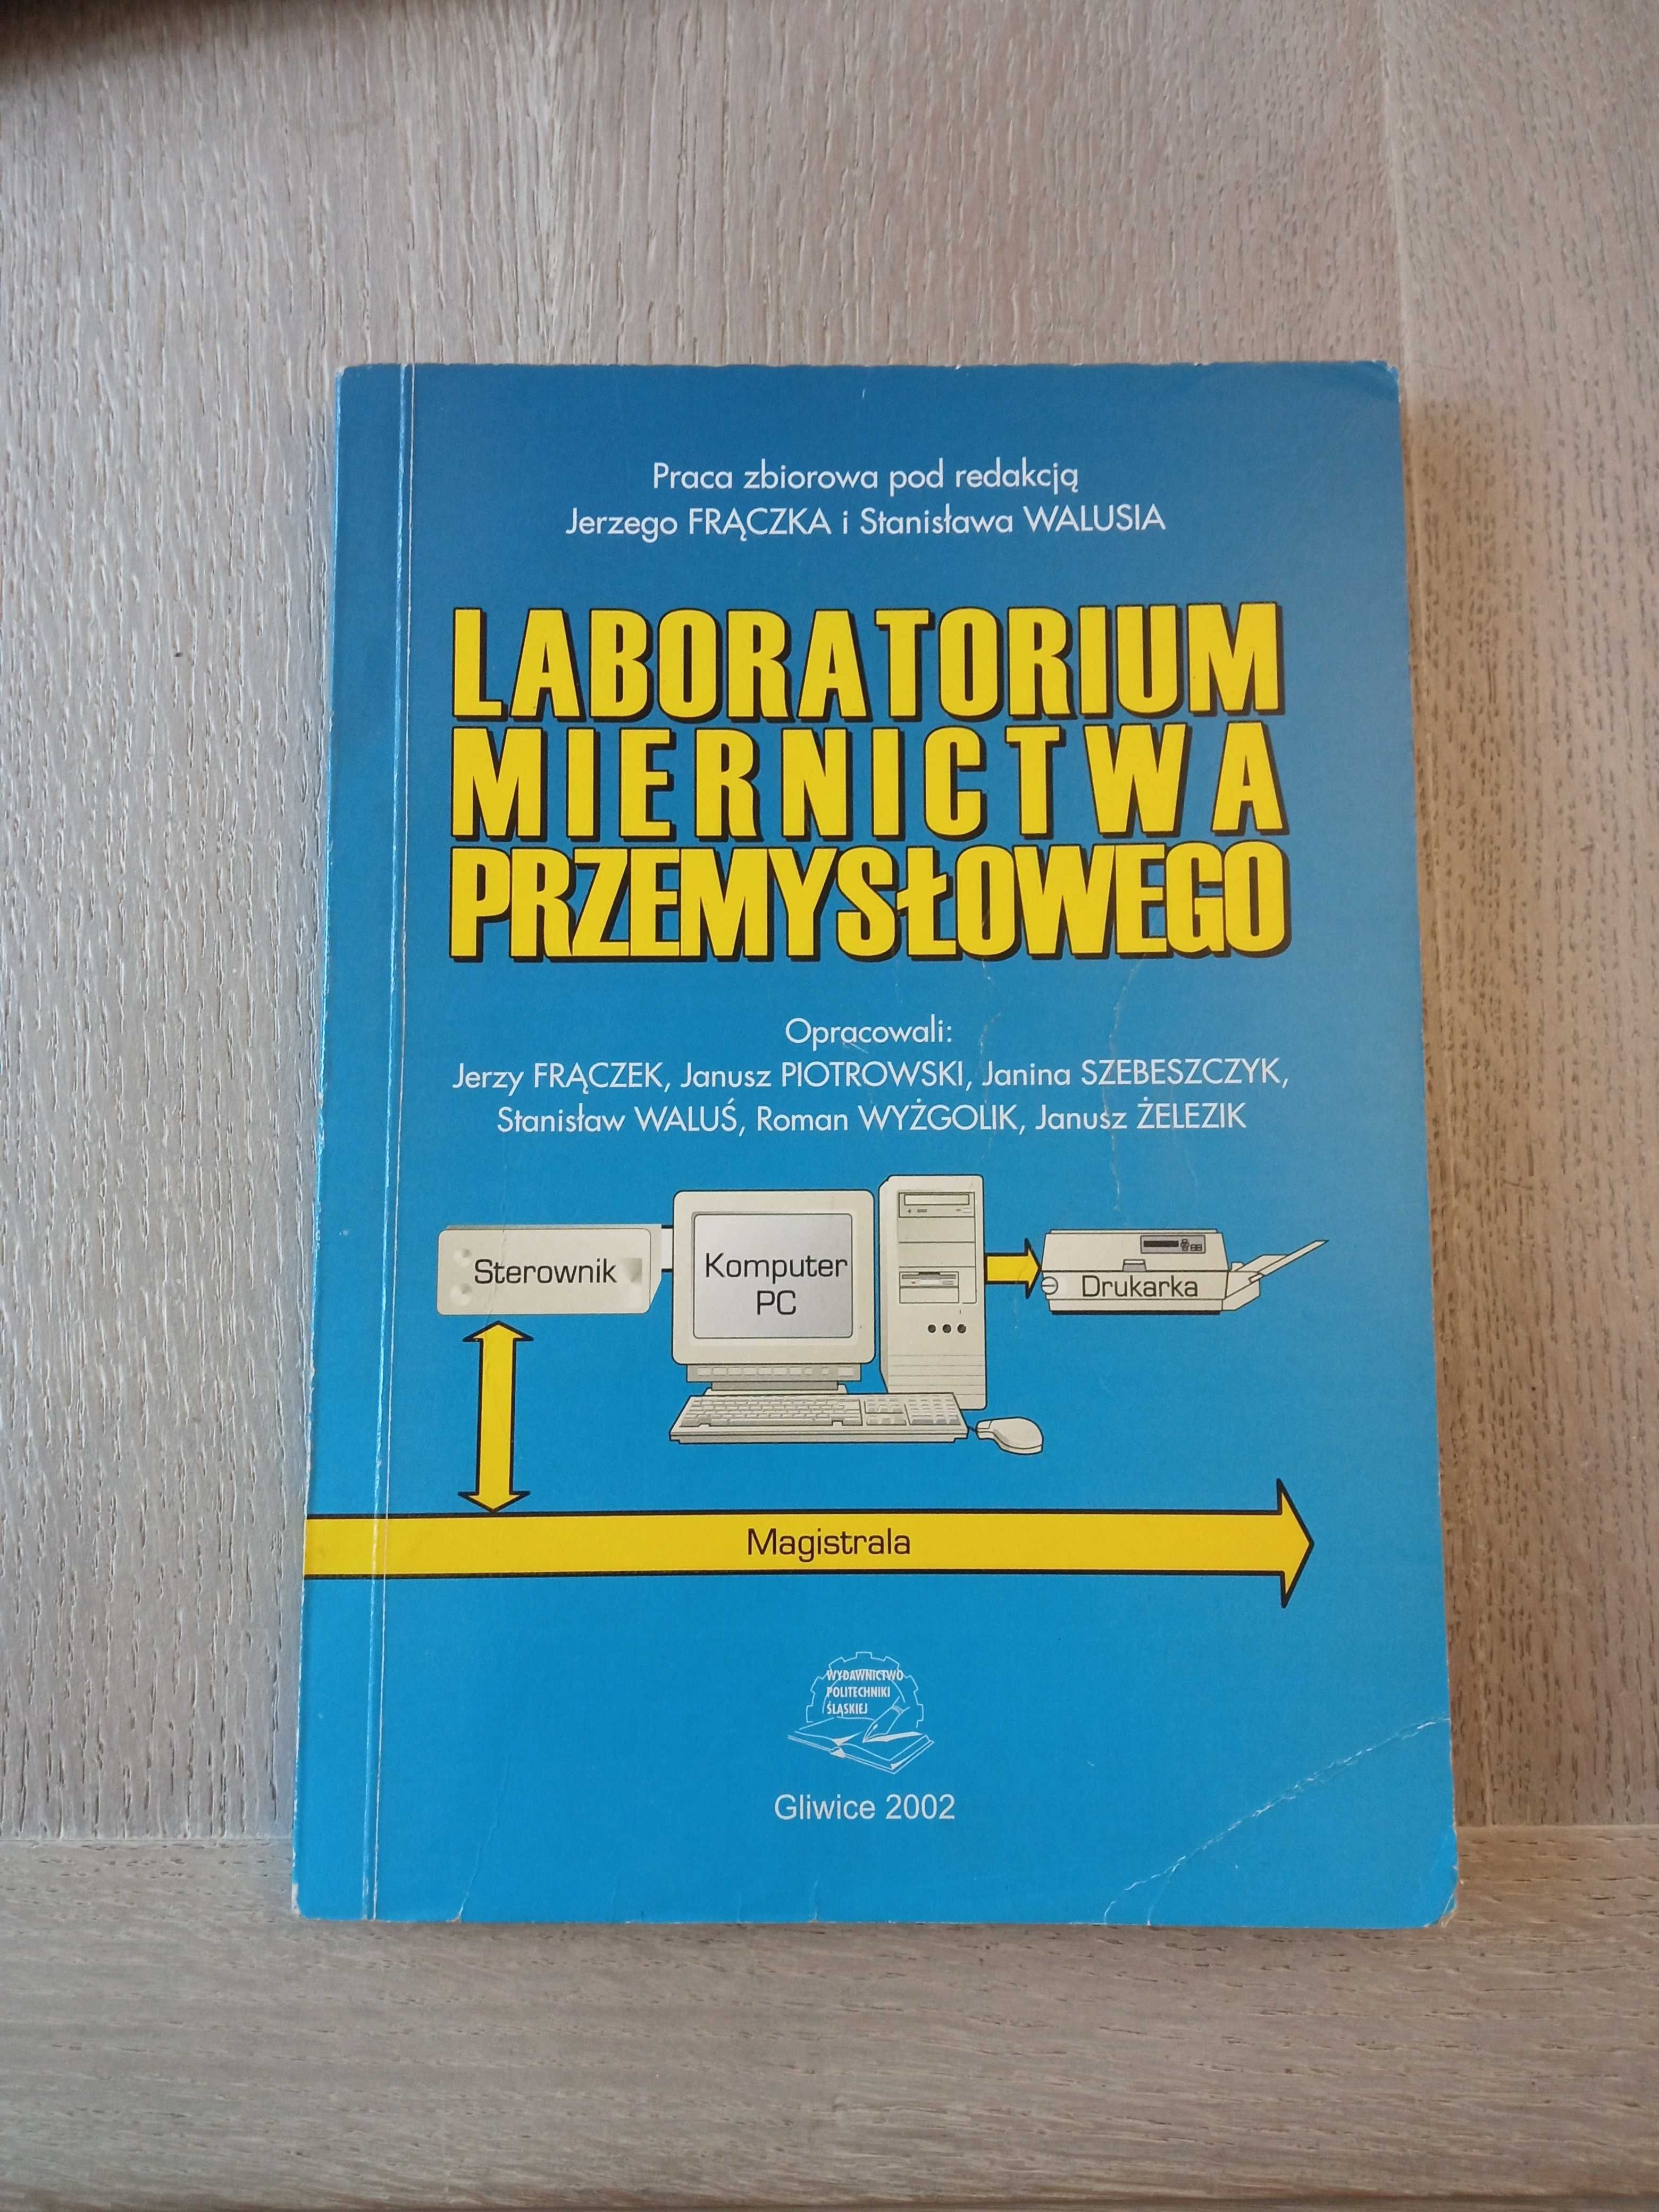 Praca zbiorowa pod redakcją
Jerzego FRĄCZKA i Stanisława WALUSIA
LABORATORIUM
MIERNICTWA
PRZEMYSŁOWEGO
Opracowali:
Jerzy FRĄCZEK, Janusz PIOTROWSKI, Janina SZEBESZCZYK,
Stanisław WALUŚ, Roman WYŻGOLIK, Janusz ŻELEZIK
Sterownik
Komputer
PC
Drukarka
Magistrala
WYDAWNICTWO
POLITECHNIKI
ŚLĄSKIEJ
Gliwice 2002